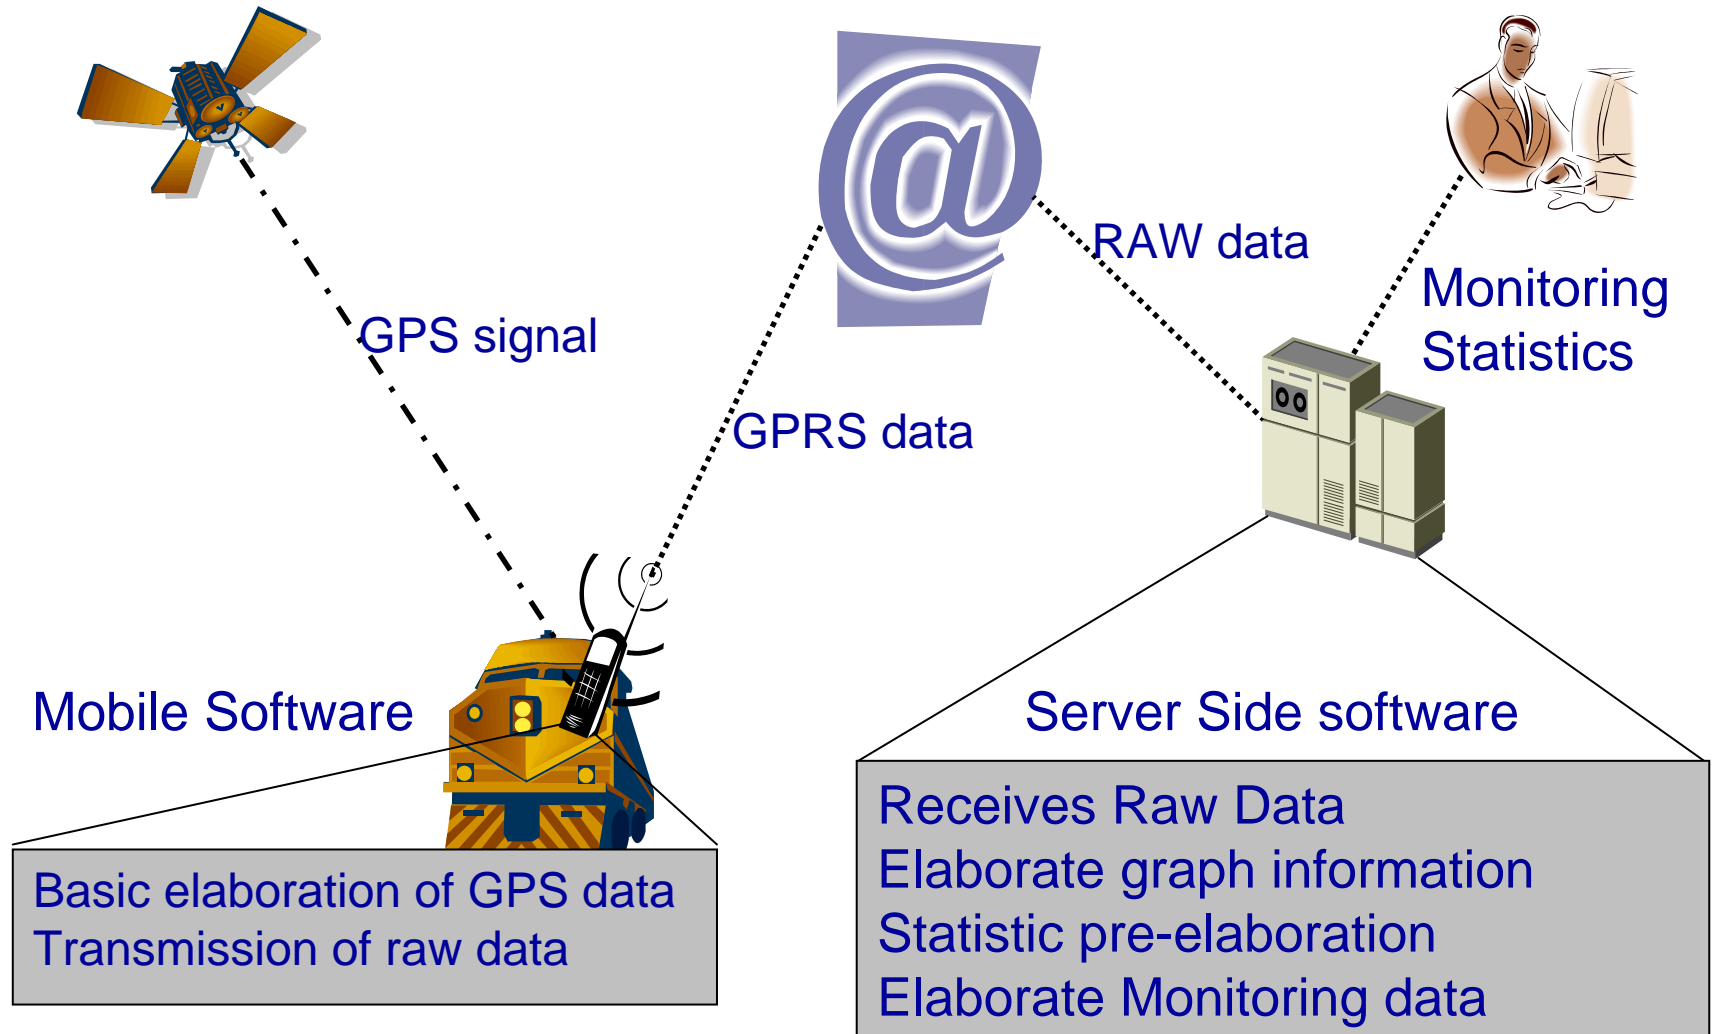 @
RAW data
Monitoring
Statistics
GPS signal
GPRS data
Mobile Software
Server Side software
Basic elaboration of GPS data
Transmission of raw data
Receives Raw Data
Elaborate graph information
Statistic pre-elaboration
Elaborate Monitoring data